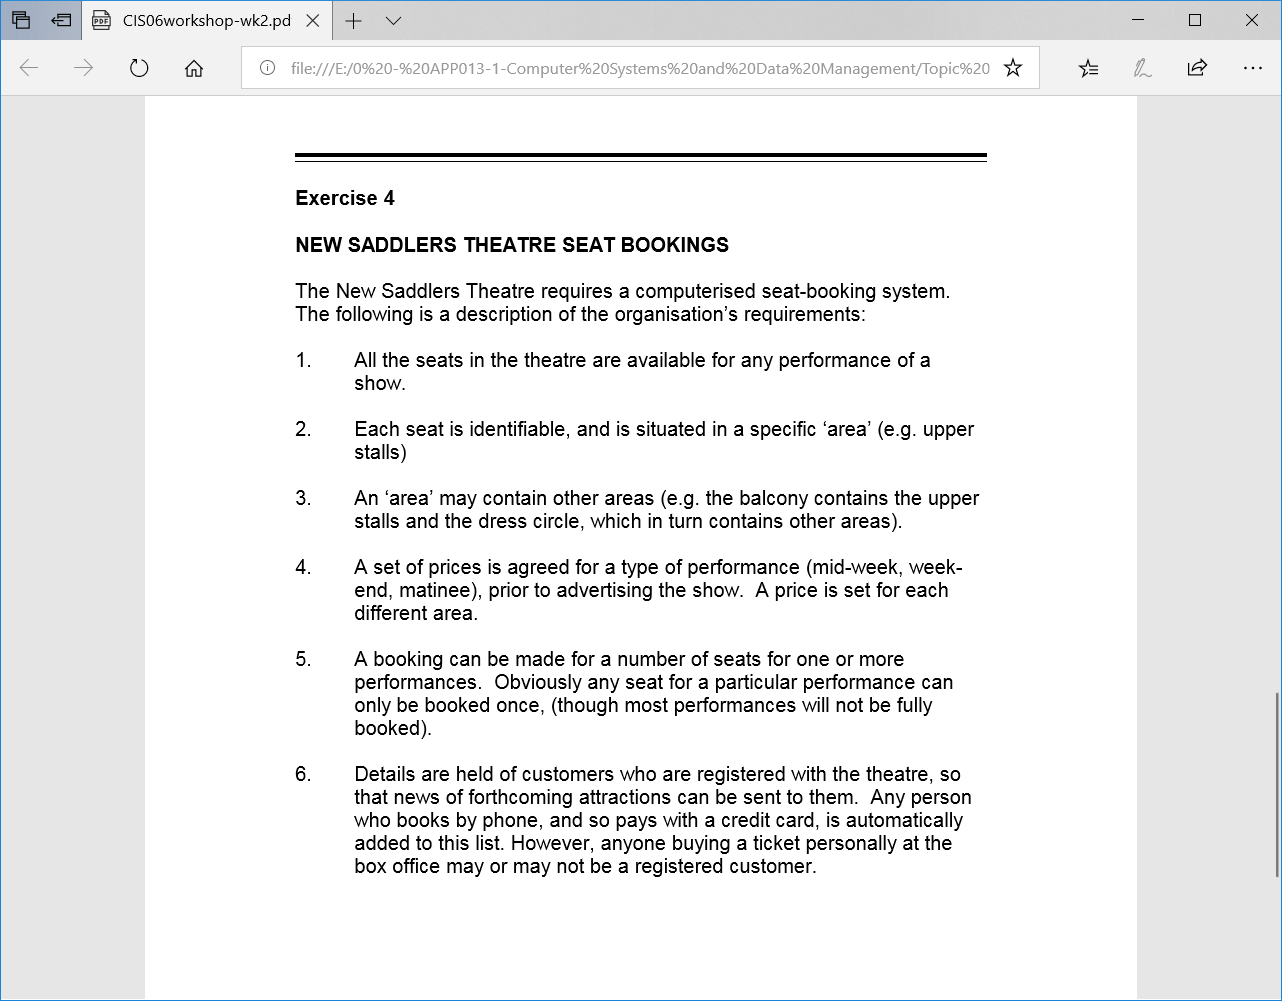 CIS06workshop-wk2.pd
file:///E:/0%20-%20APP013-1-Computer%20Systems%20and%20Data%20Management/Topic%20
Exercise 4
NEW SADDLERS THEATRE SEAT BOOKINGS
The New Saddlers Theatre requires a computerised seat-booking system.
The following is a description of the organisation’s requirements:
1. All the seats in the theatre are available for any performance of a
show.
2. Each seat is identifiable, and is situated in a specific ‘area’ (e.g. upper
stalls)
3. An ‘area’ may contain other areas (e.g. the balcony contains the upper
stalls and the dress circle, which in turn contains other areas).
4. A set of prices is agreed for a type of performance (mid-week, week-
end, matinee), prior to advertising the show.  A price is set for each
different area.
5. A booking can be made for a number of seats for one or more
performances.  Obviously any seat for a particular performance can
only be booked once, (though most performances will not be fully
booked).
6. Details are held of customers who are registered with the theatre, so
that news of forthcoming attractions can be sent to them.  Any person
who books by phone, and so pays with a credit card, is automatically
added to this list. However, anyone buying a ticket personally at the
box office may or may not be a registered customer.